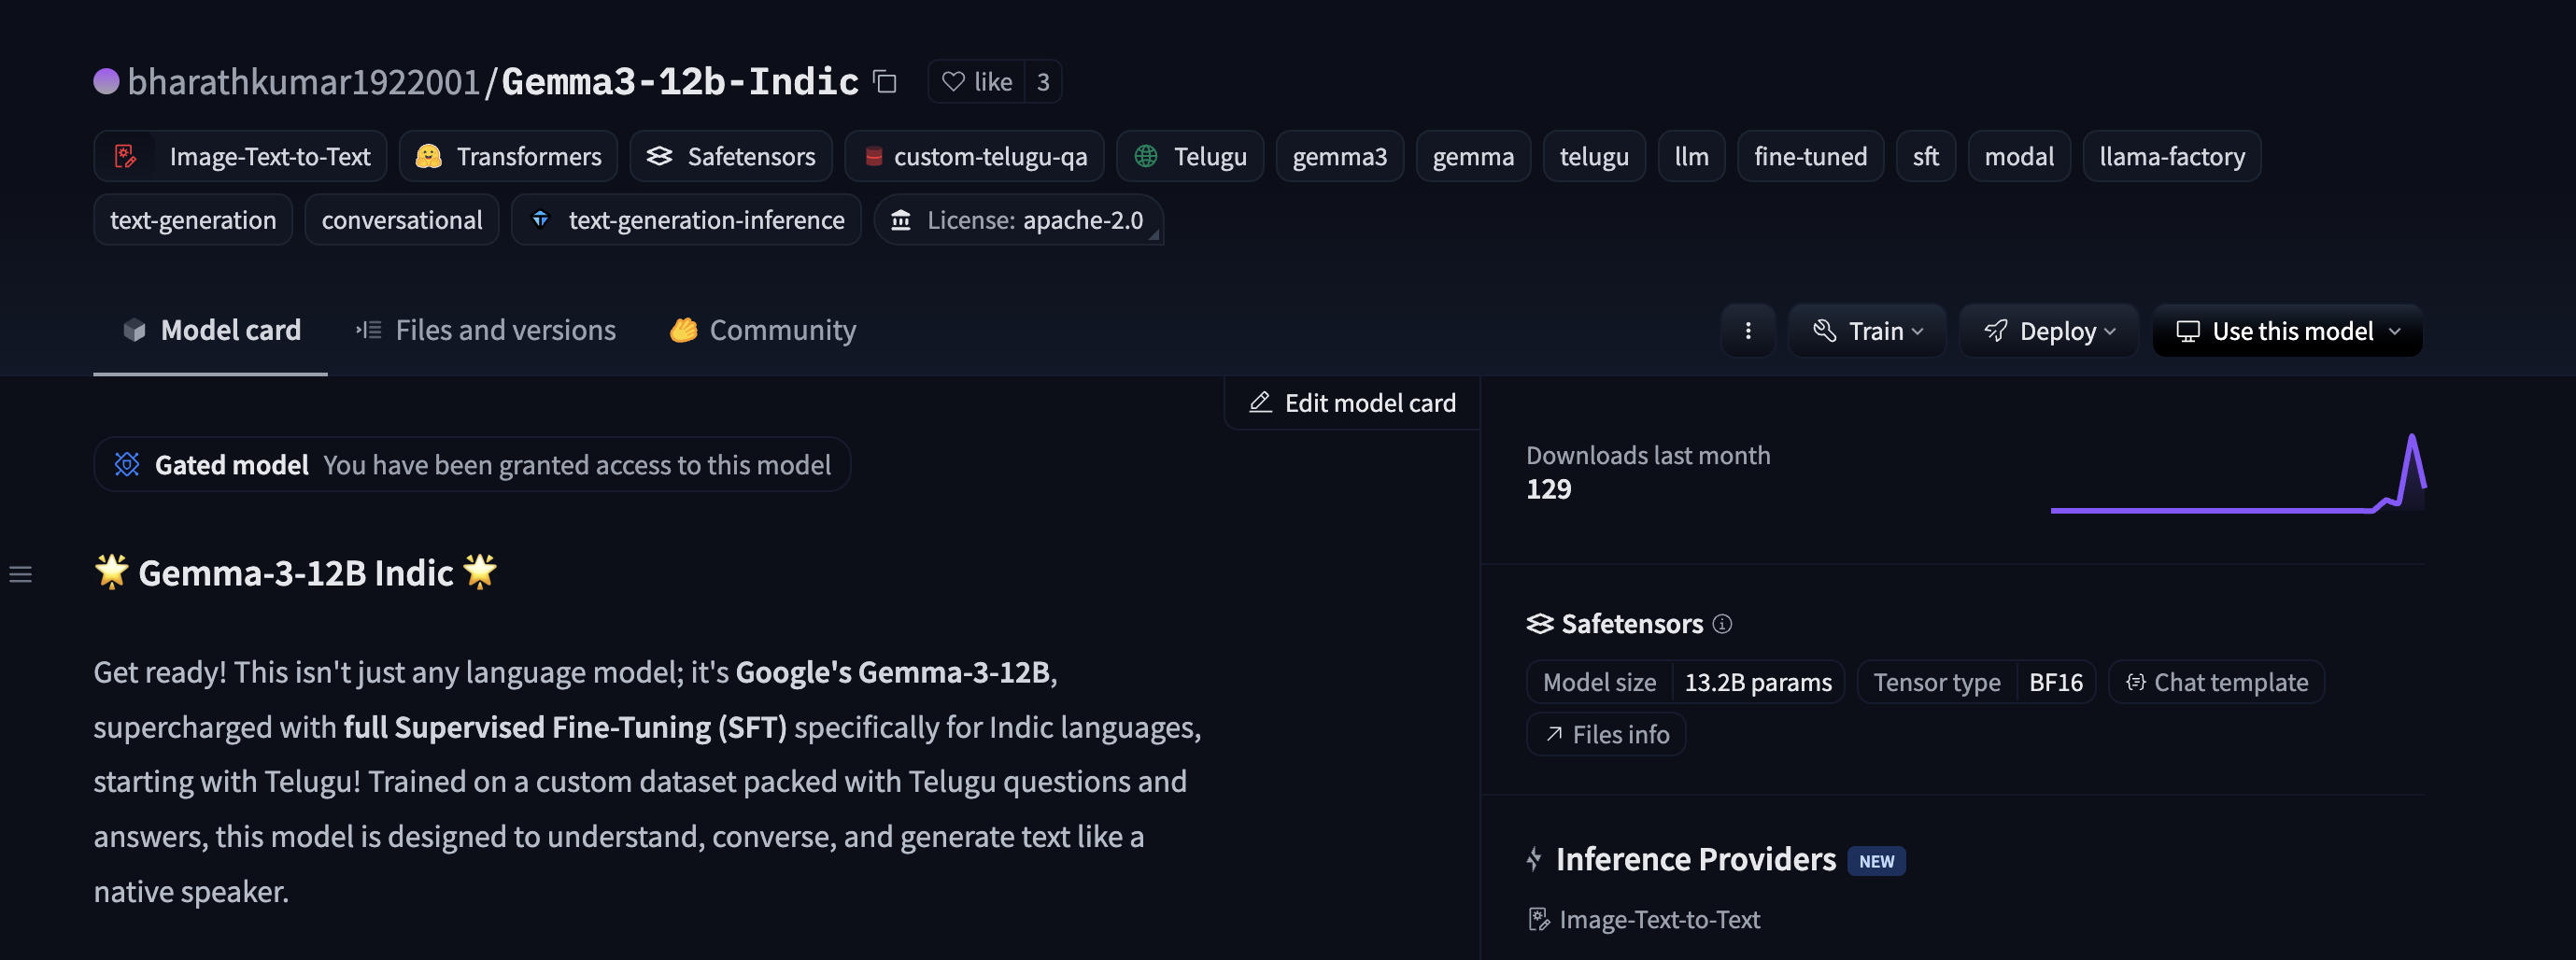 bharathkumar1922001/Gemma3-12b-Indic like 3
Image-Text-to-Text Transformers Safetensors custom-telugu-qa Telugu gemma3 gemma telugu llm fine-tuned sft modal llama-factory
text-generation conversational text-generation-inference License: apache-2.0
Model card Files and versions Community Train Deploy Use this model
Edit model card
Gated model You have been granted access to this model
🌟 Gemma-3-12B Indic 🌟
Get ready! This isn't just any language model; it's Google's Gemma-3-12B,
supercharged with full Supervised Fine-Tuning (SFT) specifically for Indic languages,
starting with Telugu! Trained on a custom dataset packed with Telugu questions and
answers, this model is designed to understand, converse, and generate text like a
native speaker.
Downloads last month
129
Safetensors
Model size 13.2B params Tensor type BF16 Chat template
Files info
Inference Providers NEW
Image-Text-to-Text